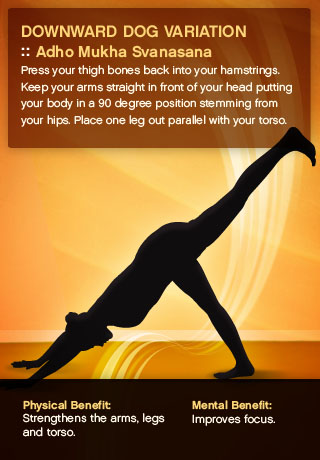 DOWNWARD DOG VARIATION
:: Adho Mukha Svanasana
Press your thigh bones back into your hamstrings.
Keep your arms straight in front of your head putting
your body in a 90 degree position stemming from
your hips. Place one leg out parallel with your torso.
Physical Benefit:
Strengthens the arms, legs
and torso.
Mental Benefit:
Improves focus.